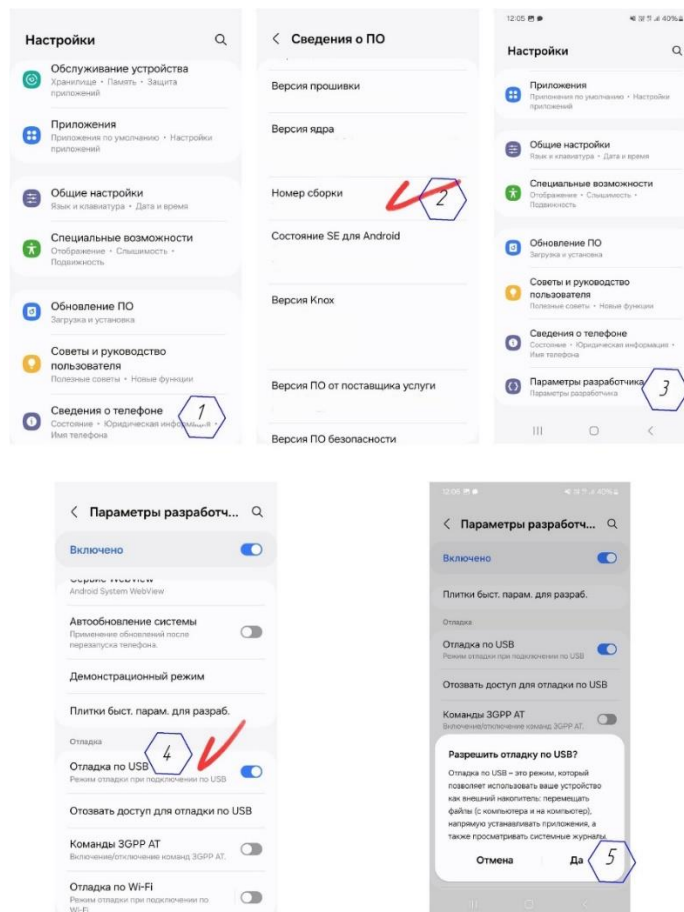 Настройки
Обслуживание устройства
Хранилище • Память • Защита
приложений
Приложения
Приложения по умолчанию • Настройки
приложений
Общие настройки
Язык и клавиатура • Дата и время
Специальные возможности
Отображение • Слышимость •
Подвижность
Обновление ПО
Загрузка и установка
Советы и руководство
пользователя
Полезные советы • Новые функции
Сведения о телефоне
Состояние • Юридическая информация •
Имя телефона
1
Сведения о ПО
Версия прошивки
Версия ядра
Номер сборки
2
Состояние SE для Android
Версия Knox
Версия ПО от поставщика услуги
Версия ПО безопасности
12:05 40%
Настройки
Приложения
Приложения по умолчанию • Настройки
приложений
Общие настройки
Язык и клавиатура • Дата и время
Специальные возможности
Отображение • Слышимость •
Подвижность
Обновление ПО
Загрузка и установка
Советы и руководство
пользователя
Полезные советы • Новые функции
Сведения о телефоне
Состояние • Юридическая информация •
Имя телефона
Параметры разработчика
Параметры разработчика
3
Параметры разработч...
Включено
Сервис WebView
Android System WebView
Автообновление системы
Применение обновлений после
перезапуска телефона.
Демонстрационный режим
Плитки быст. парам. для разраб.
Отладка
4
Отладка по USB
Режим отладки при подключении по USB
Отозвать доступ для отладки по USB
Команды 3GPP AT
Включение/отключение команд 3GPP AT.
Отладка по Wi-Fi
Режим отладки при подключении по
Wi-Fi
12:05 40%
Параметры разработч...
Включено
Плитки быст. парам. для разраб.
Отладка
Отладка по USB
Режим отладки при подключении по USB
Отозвать доступ для отладки по USB
Команды 3GPP AT
Включение/отключение команд 3GPP AT.
Разрешить отладку по USB?
Отладка по USB – это режим, который
позволяет использовать ваше устройство
как внешний накопитель: перемещать
файлы (с компьютера и на компьютер),
напрямую устанавливать приложения, а
также просматривать системные журналы.
Отмена Да
5